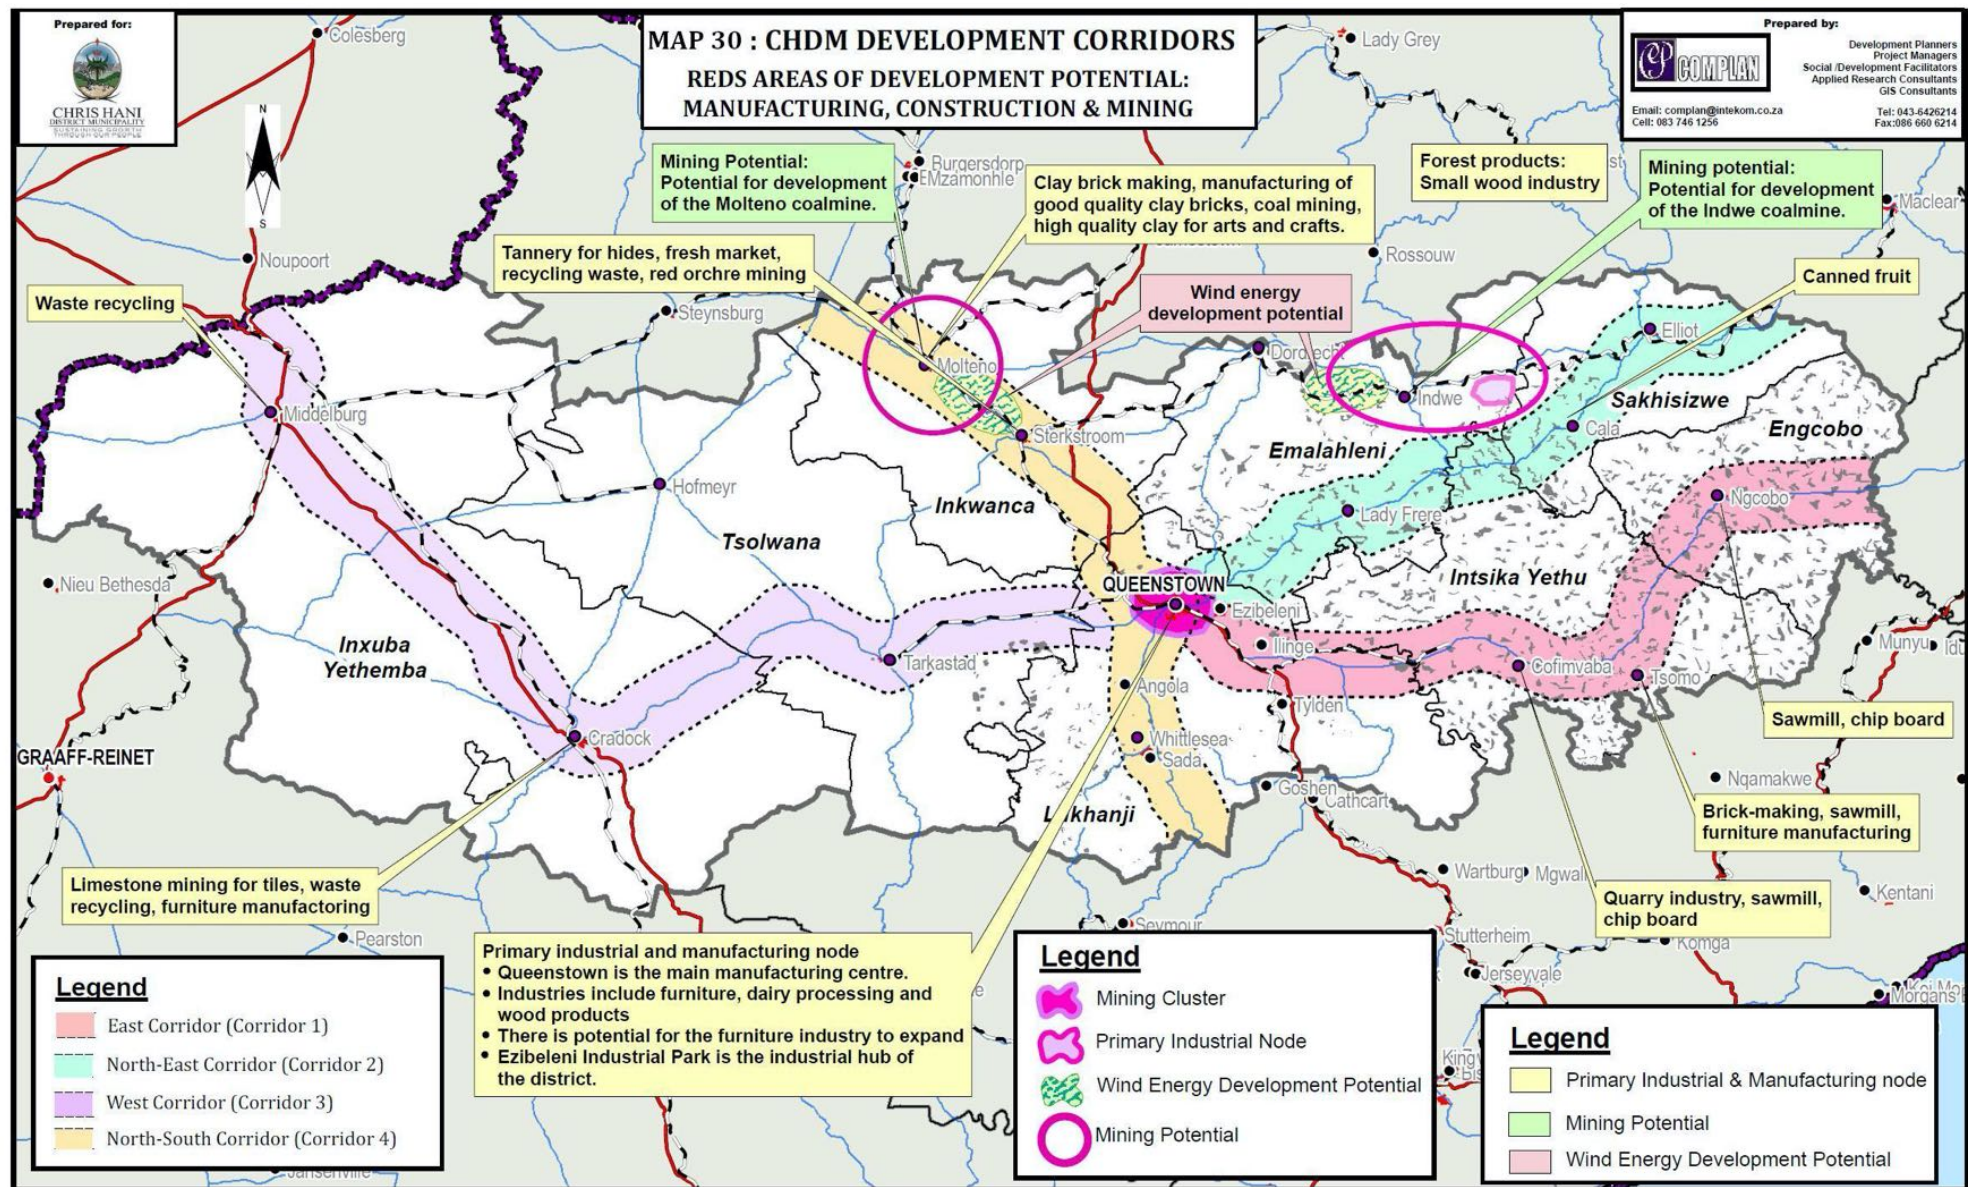 Prepared for:
CHRIS HANI
DISTRICT MUNICIPALITY
SUSTAINING GROWTH
THROUGH OUR PEOPLE
MAP 30 : CHDM DEVELOPMENT CORRIDORS
REDS AREAS OF DEVELOPMENT POTENTIAL:
MANUFACTURING, CONSTRUCTION & MINING
Prepared by:
CP COMPLAN
Development Planners
Project Managers
Social /Development Facilitators
Applied Research Consultants
GIS Consultants
Email: complan@intekom.co.za
Cell: 083 746 1256
Tel: 043-6426214
Fax:086 660 6214
N
S
Colesberg
Lady Grey
Noupoort
Burgersdorp
Mzamonhle
Rossouw
Maclear
Mining Potential:
Potential for development
of the Molteno coalmine.
Clay brick making, manufacturing of
good quality clay bricks, coal mining,
high quality clay for arts and crafts.
Forest products:
Small wood industry
Mining potential:
Potential for development
of the Indwe coalmine.
Tannery for hides, fresh market,
recycling waste, red orchre mining
Wind energy
development potential
Canned fruit
Waste recycling
Steynsburg
Molteno
Dordrecht
Elliot
Indwe
Middelburg
Sterkstroom
Sakhisizwe
Cala
Engcobo
Emalahleni
Hofmeyr
Inkwanca
Lady Frere
Ngcobo
Tsolwana
Nieu Bethesda
QUEENSTOWN
Ezibeleni
Intsika Yethu
Inxuba
Yethemba
Tarkastad
Ilinge
Cofimvaba
Tsomo
Munyu
Angola
Tylden
Whittlesea
Sada
Cradock
GRAAFF-REINET
Goshen
Cathcart
Nqamakwe
Sawmill, chip board
Brick-making, sawmill,
furniture manufacturing
Quarry industry, sawmill,
chip board
Limestone mining for tiles, waste
recycling, furniture manufactoring
Wartburg
Kentani
Pearston
Seymour
Stutterheim
Komga
Jerseyvale
Primary industrial and manufacturing node
• Queenstown is the main manufacturing centre.
• Industries include furniture, dairy processing and
wood products
• There is potential for the furniture industry to expand
• Ezibeleni Industrial Park is the industrial hub of
the district.
Legend
East Corridor (Corridor 1)
North-East Corridor (Corridor 2)
West Corridor (Corridor 3)
North-South Corridor (Corridor 4)
Legend
Mining Cluster
Primary Industrial Node
Wind Energy Development Potential
Mining Potential
Legend
Primary Industrial & Manufacturing node
Mining Potential
Wind Energy Development Potential